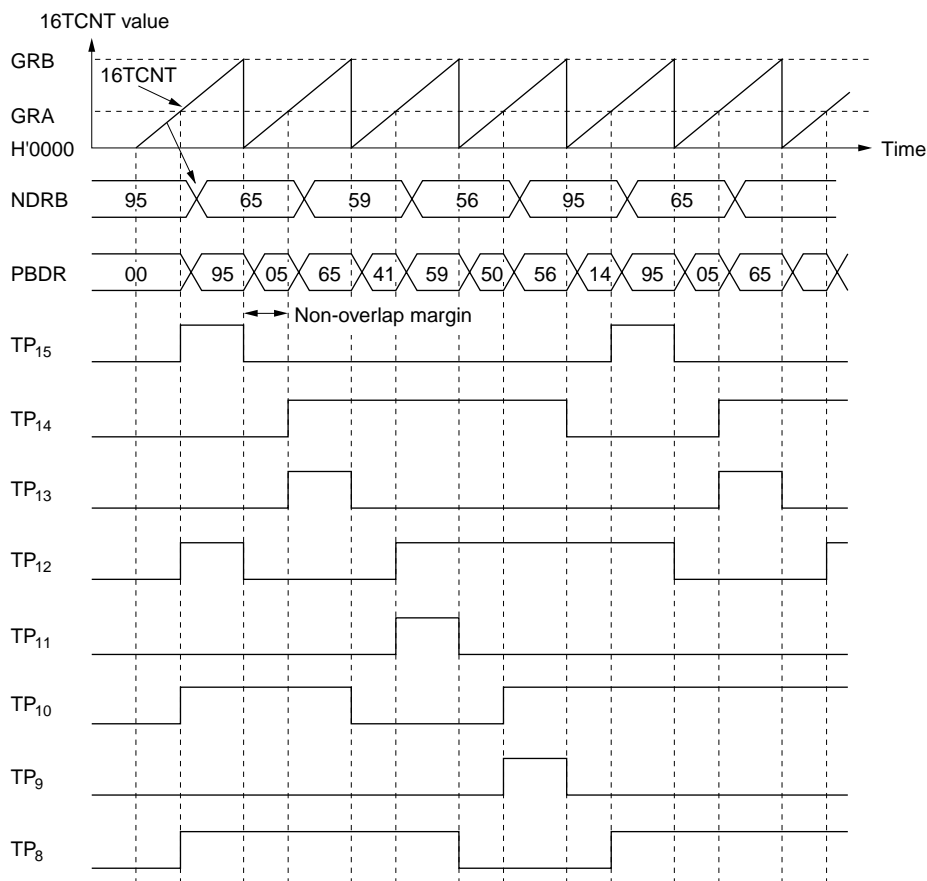 16TCNT value
GRB
16TCNT
GRA
H'0000
Time
NDRB 95 65 59 56 95 65
PBDR 00 95 05 65 41 59 50 56 14 95 05 65
Non-overlap margin
TP15
TP14
TP13
TP12
TP11
TP10
TP9
TP8